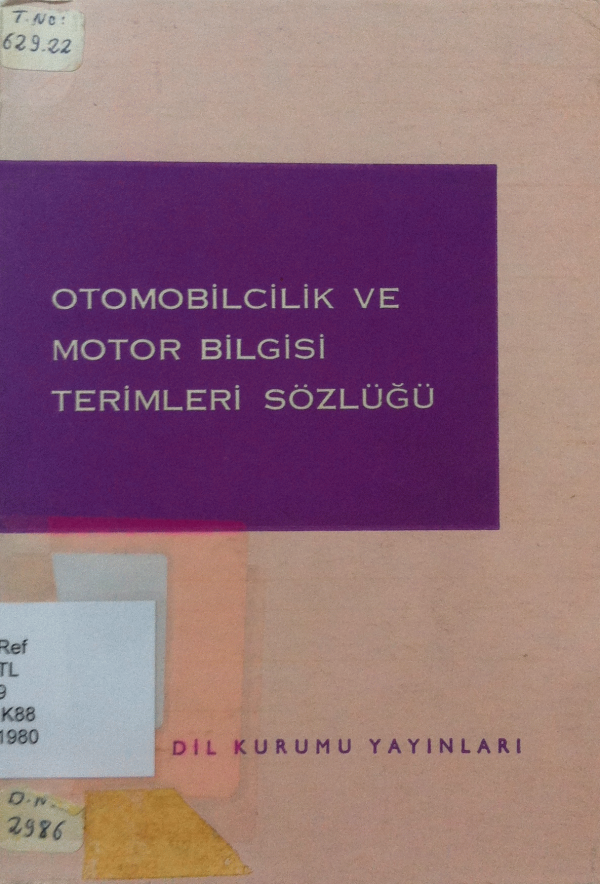 T.No:
629.22
OTOMOBİLCİLİK VE
MOTOR BİLGİSİ
TERİMLERİ SÖZLÜĞÜ
Ref
TL
9
.K88
1980
DİL KURUMU YAYINLARI
D.N.
2986